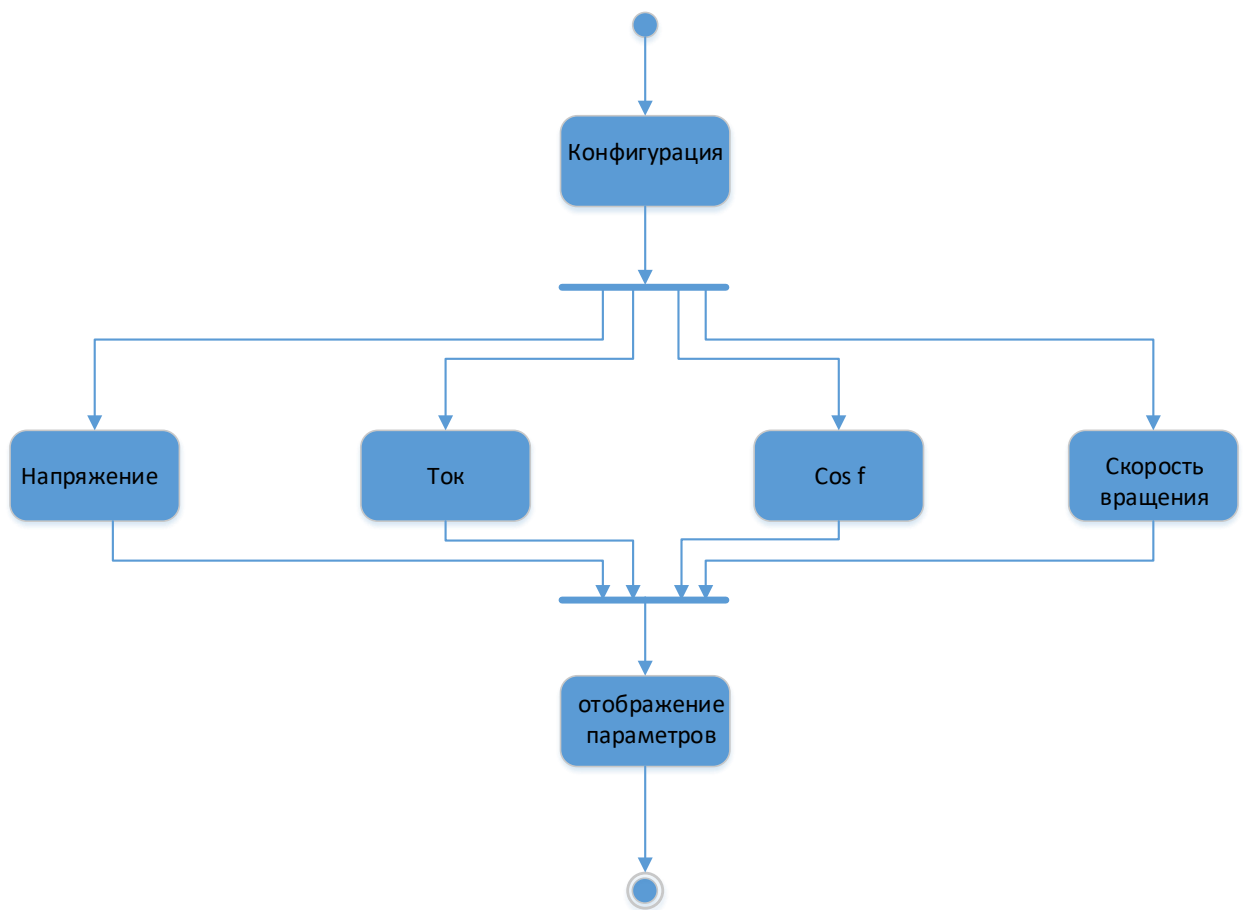 Конфигурация
Напряжение
Ток
Cos f
Скорость
вращения
отображение
параметров